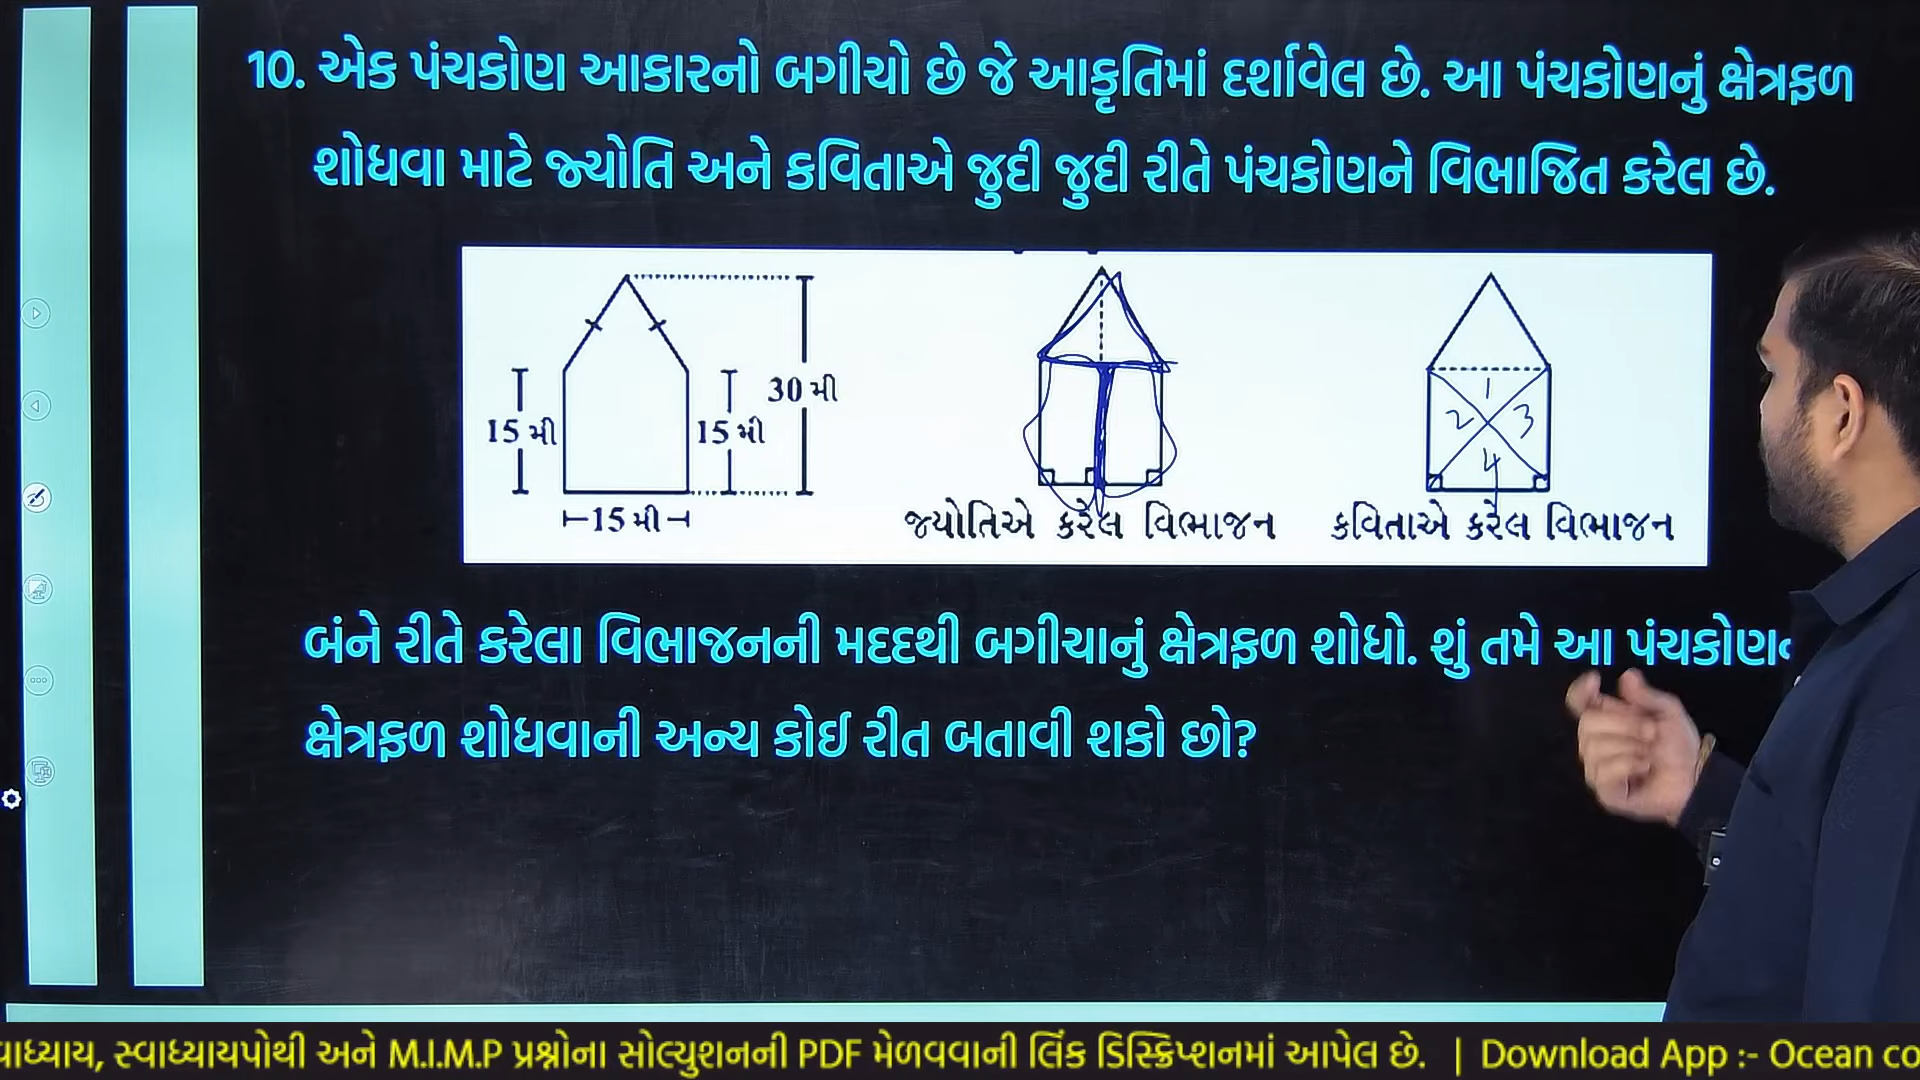 10. એક પંચકોણ આકારનો બગીચો છે જે આકૃતિમાં દર્શાવેલ છે. આ પંચકોણનું ક્ષેત્રફળ
શોધવા માટે જ્યોતિ અને કવિતાએ જુદી જુદી રીતે પંચકોણને વિભાજિત કરેલ છે.
30 મી
15 મી
15 મી
15 મી
1
2
3
4
જ્યોતિએ કરેલ વિભાજન
કવિતાએ કરેલ વિભાજન
બંને રીતે કરેલા વિભાજનની મદદથી બગીચાનું ક્ષેત્રફળ શોધો. શું તમે આ
ક્ષેત્રફળ શોધવાની અન્ય કોઈ રીત બતાવી શકો છો?
સ્વાધ્યાયપોથી અને M.I.M.P પ્રશ્નોના સોલ્યુશનની PDF મેળવવાની લિંક ડિસ્ક્રિપ્શનમાં આપેલ છે. | Download App :- Ocean